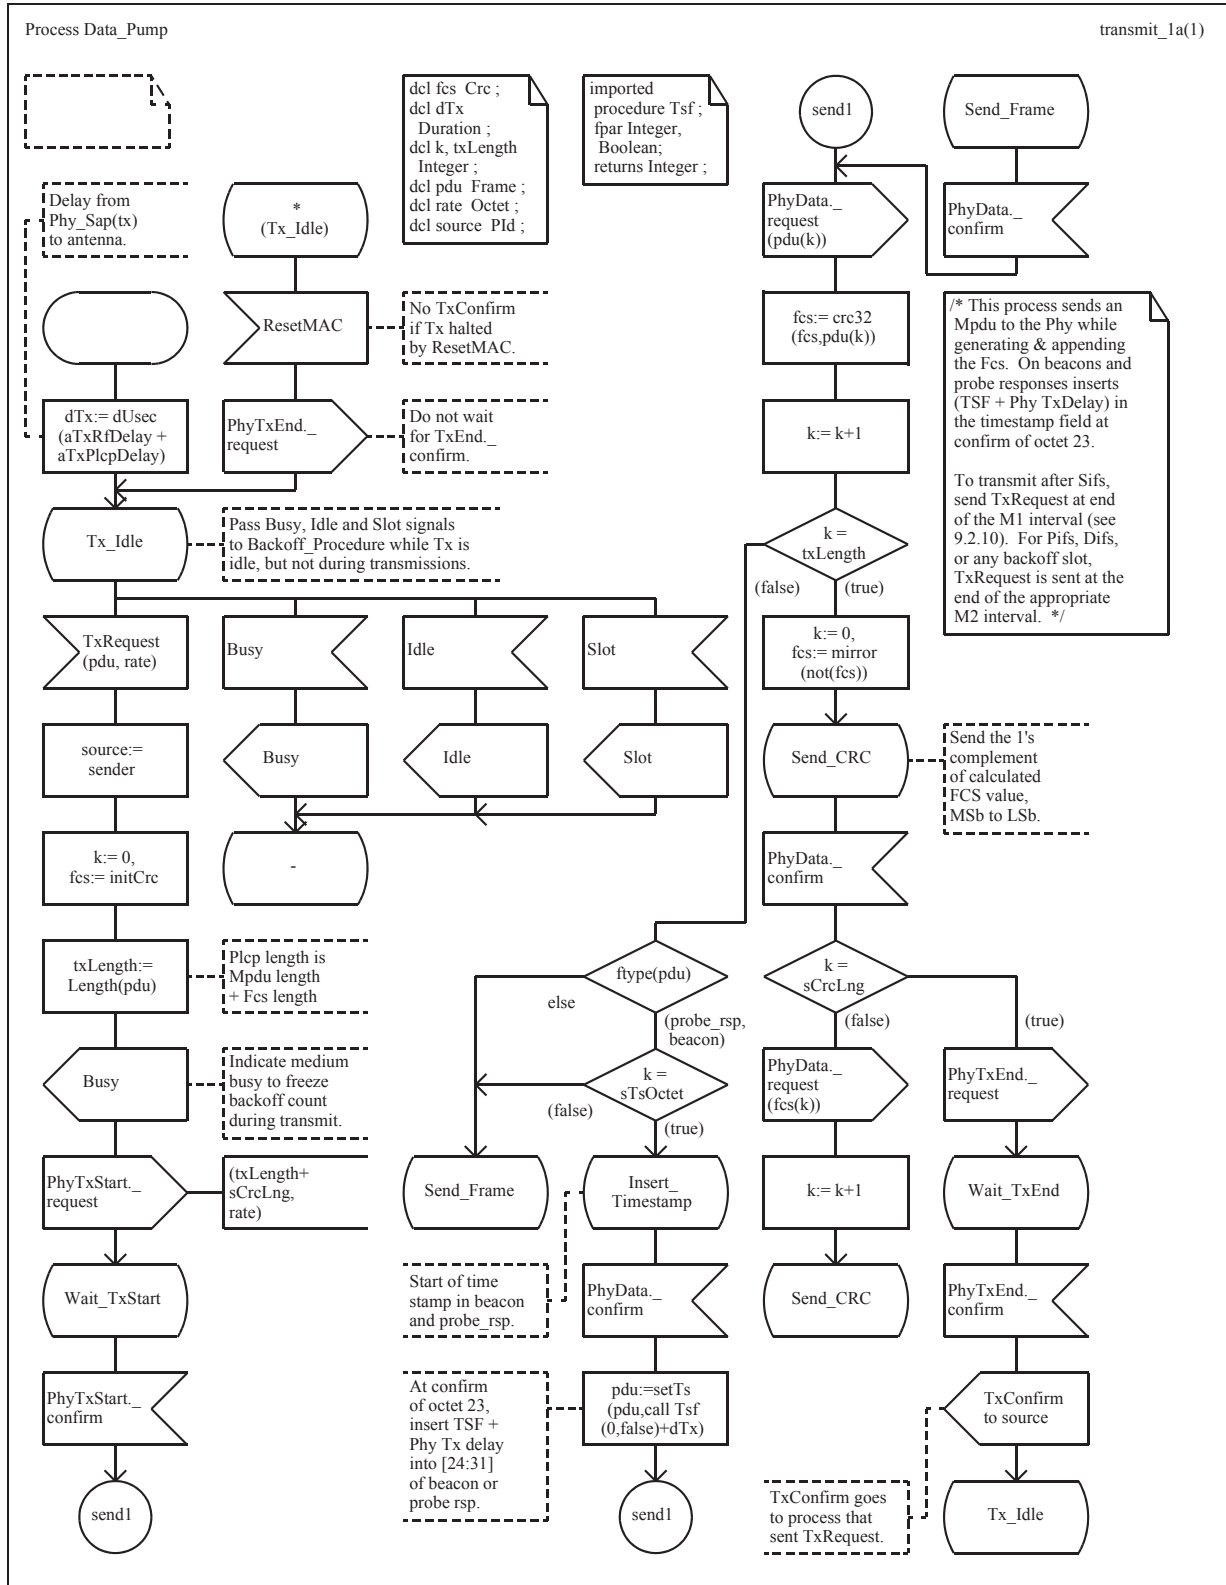 Process Data_Pump
transmit_1a(1)
dcl fcs Crc ;
dcl dTx
Duration ;
dcl k, txLength
Integer ;
dcl pdu Frame ;
dcl rate Octet ;
dcl source PId ;
imported
procedure Tsf ;
fpar Integer,
Boolean;
returns Integer ;
send1
Send_Frame
Delay from
Phy_Sap(tx)
to antenna.
*
(Tx_Idle)
PhyData._
request
(pdu(k))
PhyData._
confirm
ResetMAC
No TxConfirm
if Tx halted
by ResetMAC.
fcs:= crc32
(fcs,pdu(k))
/* This process sends an
Mpdu to the Phy while
generating & appending
the Fcs. On beacons and
probe responses inserts
(TSF + Phy TxDelay) in
the timestamp field at
confirm of octet 23.
To transmit after Sifs,
send TxRequest at end
of the M1 interval (see
9.2.10). For Pifs, Difs,
or any backoff slot,
TxRequest is sent at the
end of the appropriate
M2 interval. */
dTx:= dUsec
(aTxRfDelay +
aTxPlcpDelay)
PhyTxEnd._
request
Do not wait
for TxEnd._
confirm.
k:= k+1
Tx_Idle
Pass Busy, Idle and Slot signals
to Backoff_Procedure while Tx is
idle, but not during transmissions.
k =
txLength
(false)
(true)
TxRequest
(pdu, rate)
Busy
Idle
Slot
k:= 0,
fcs:= mirror
(not(fcs))
source:=
sender
Busy
Idle
Slot
Send_CRC
Send the 1's
complement
of calculated
FCS value,
MSb to LSb.
k:= 0,
fcs:= initCrc
-
PhyData._
confirm
txLength:=
Length(pdu)
Plcp length is
Mpdu length
+ Fcs length
ftype(pdu)
else
(probe_rsp,
beacon)
k =
sCrcLng
(false)
(true)
Busy
Indicate medium
busy to freeze
backoff count
during transmit.
k =
sTsOctet
(false)
(true)
PhyData._
request
(fcs(k))
PhyTxEnd._
request
PhyTxStart._
request
(txLength+
sCrcLng,
rate)
Send_Frame
Insert_
Timestamp
k:= k+1
Wait_TxEnd
Wait_TxStart
Start of time
stamp in beacon
and probe_rsp.
PhyData._
confirm
Send_CRC
PhyTxEnd._
confirm
PhyTxStart._
confirm
At confirm
of octet 23,
insert TSF +
Phy Tx delay
into [24:31]
of beacon or
probe rsp.
pdu:=setTs
(pdu,call Tsf
(0,false)+dTx)
TxConfirm
to source
send1
send1
TxConfirm goes
to process that
sent TxRequest.
Tx_Idle